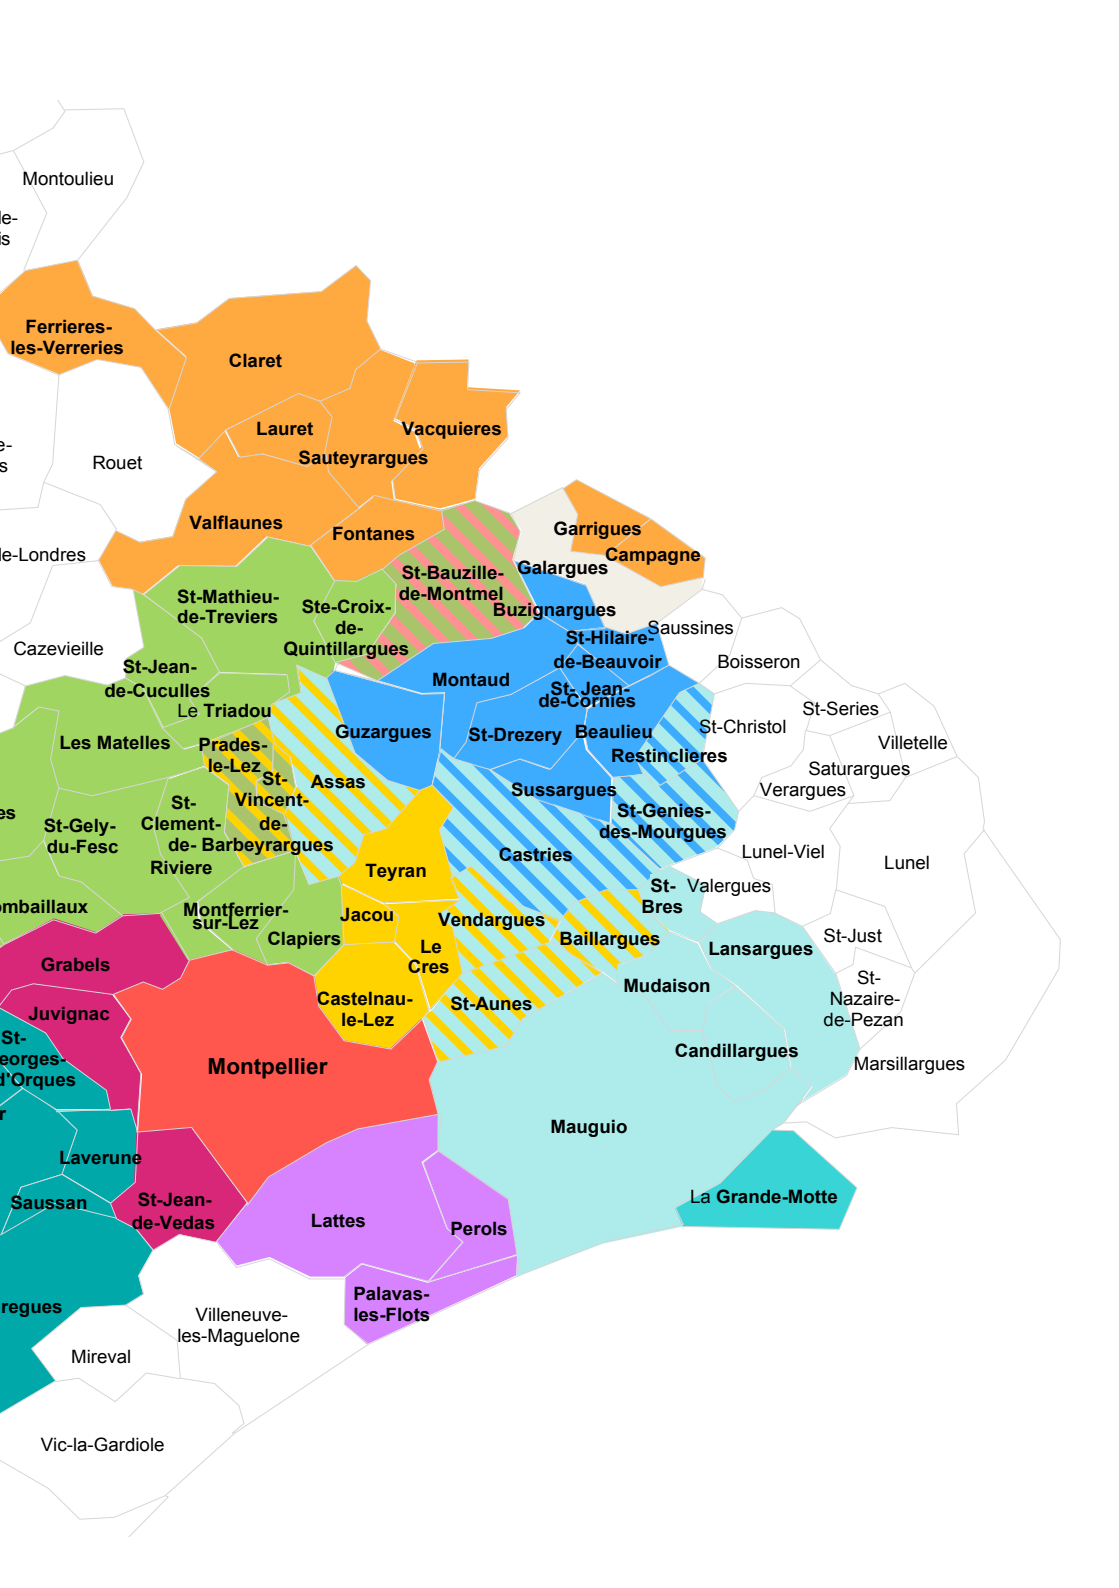 Montoulieu
le-
is
Ferrieres-
les-Verreries
Claret
Lauret
Vacquieres
Sauteyrargues
e-
s
Rouet
Valflaunes
Fontanes
Garrigues
Campagne
le-Londres
Galargues
St-Bauzille-
de-Montmel
St-Mathieu-
de-Treviers
Ste-Croix-
de-
Quintillargues
Buzignargues
Saussines
St-Hilaire-
de-Beauvoir
Cazevieille
Boisseron
St-Jean-
de-Cuculles
Montaud
St- Jean-
de-Cornies
Le Triadou
St-Series
St-Christol
Guzargues
St-Drezery
Beaulieu
Les Matelles
Villetelle
Prades-
le-Lez
Restinclieres
Saturargues
Assas
Sussargues
Verargues
St-
Vincent-
de-
Barbeyrargues
St-
Clement-
de-
Riviere
St-Genies-
des-Mourgues
es
St-Gely-
du-Fesc
Castries
Lunel-Viel
Lunel
Teyran
St-
Bres
Valergues
ombaillaux
Montferrier-
sur-Lez
Jacou
Vendargues
Clapiers
Baillargues
St-Just
Lansargues
Le
Cres
Grabels
Mudaison
St-
Nazaire-
de-Pezan
Castelnau-
le-Lez
St-Aunes
Juvignac
St-
eorges-
d'Orques
Candillargues
Montpellier
Marsillargues
r
Mauguio
Laverune
Saussan
St-Jean-
de-Vedas
La Grande-Motte
Lattes
Perols
regues
Palavas-
les-Flots
Villeneuve-
les-Maguelone
Mireval
Vic-la-Gardiole